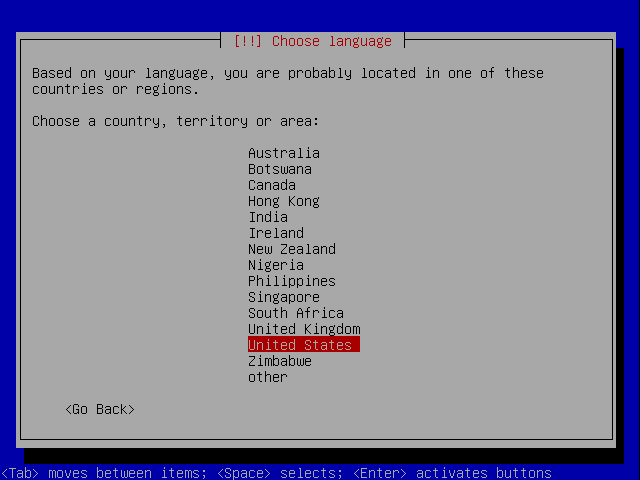 [!!] Choose language
Based on your language, you are probably located in one of these
countries or regions.
Choose a country, territory or area:
Australia
Botswana
Canada
Hong Kong
India
Ireland
New Zealand
Nigeria
Philippines
Singapore
South Africa
United Kingdom
United States
Zimbabwe
other
<Go Back>
<Tab> moves between items; <Space> selects; <Enter> activates buttons